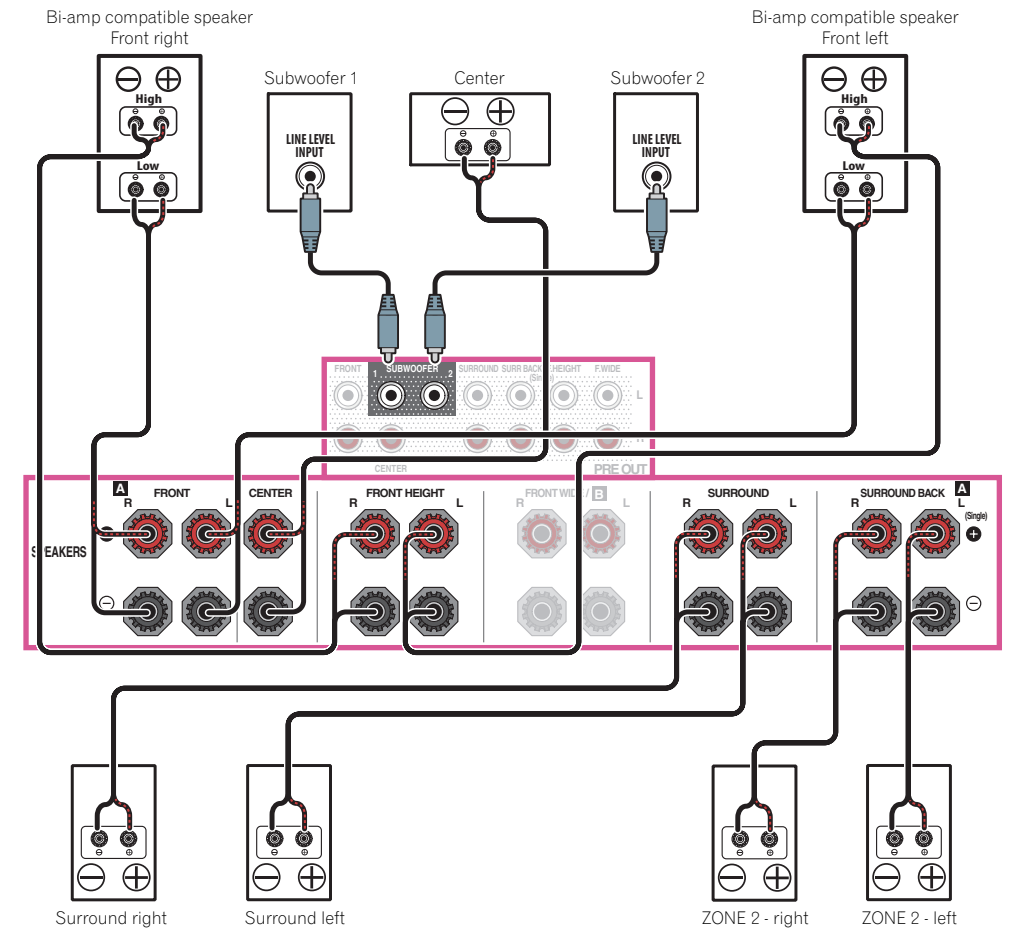 Bi-amp compatible speaker
Front right
Bi-amp compatible speaker
Front left
Subwoofer 1
Center
Subwoofer 2
High
Low
LINE LEVEL
INPUT
LINE LEVEL
INPUT
High
Low
FRONT
1 SUBWOOFER 2
SURROUND
SURR BACK
(Single)
F.WIDE
L
CENTER
PRE OUT
SPEAKERS
A
R FRONT L
CENTER
FRONT HEIGHT
R L
FRONT WIDE / B
R L
SURROUND
R L
SURROUND BACK A
R L
(Single)
Surround right
Surround left
ZONE 2 - right
ZONE 2 - left